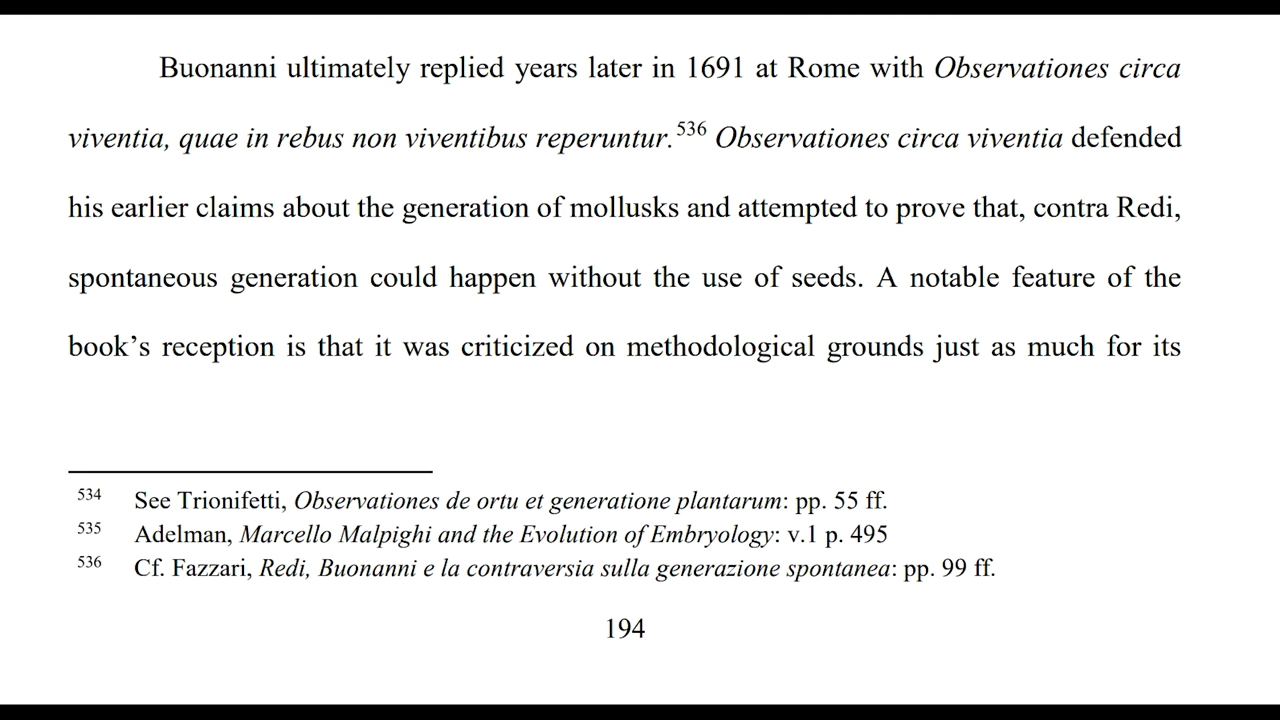 Buonanni ultimately replied years later in 1691 at Rome with Observationes circa
viventia, quae in rebus non viventibus reperuntur.536 Observationes circa viventia defended
his earlier claims about the generation of mollusks and attempted to prove that, contra Redi,
spontaneous generation could happen without the use of seeds. A notable feature of the
book’s reception is that it was criticized on methodological grounds just as much for its
534 See Trionifetti, Observationes de ortu et generatione plantarum: pp. 55 ff.
535 Adelman, Marcello Malpighi and the Evolution of Embryology: v.1 p. 495
536 Cf. Fazzari, Redi, Buonanni e la contraversia sulla generazione spontanea: pp. 99 ff.
194